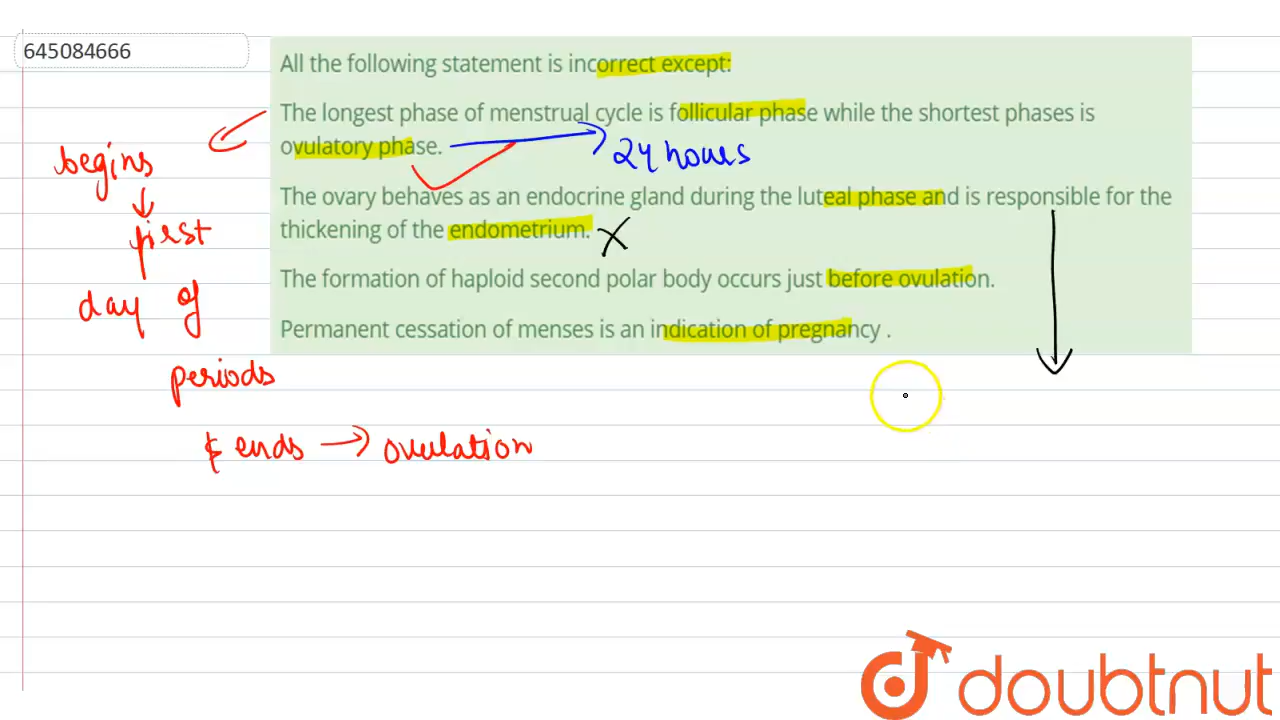 645084666
All the following statement is incorrect except:
The longest phase of menstrual cycle is follicular phase while the shortest phases is
ovulatory phase.
24 hours
The ovary behaves as an endocrine gland during the luteal phase and is responsible for the
thickening of the endometrium.
The formation of haploid second polar body occurs just before ovulation.
Permanent cessation of menses is an indication of pregnancy .
begins
first
day of
periods
& ends → ovulation
doubtnut